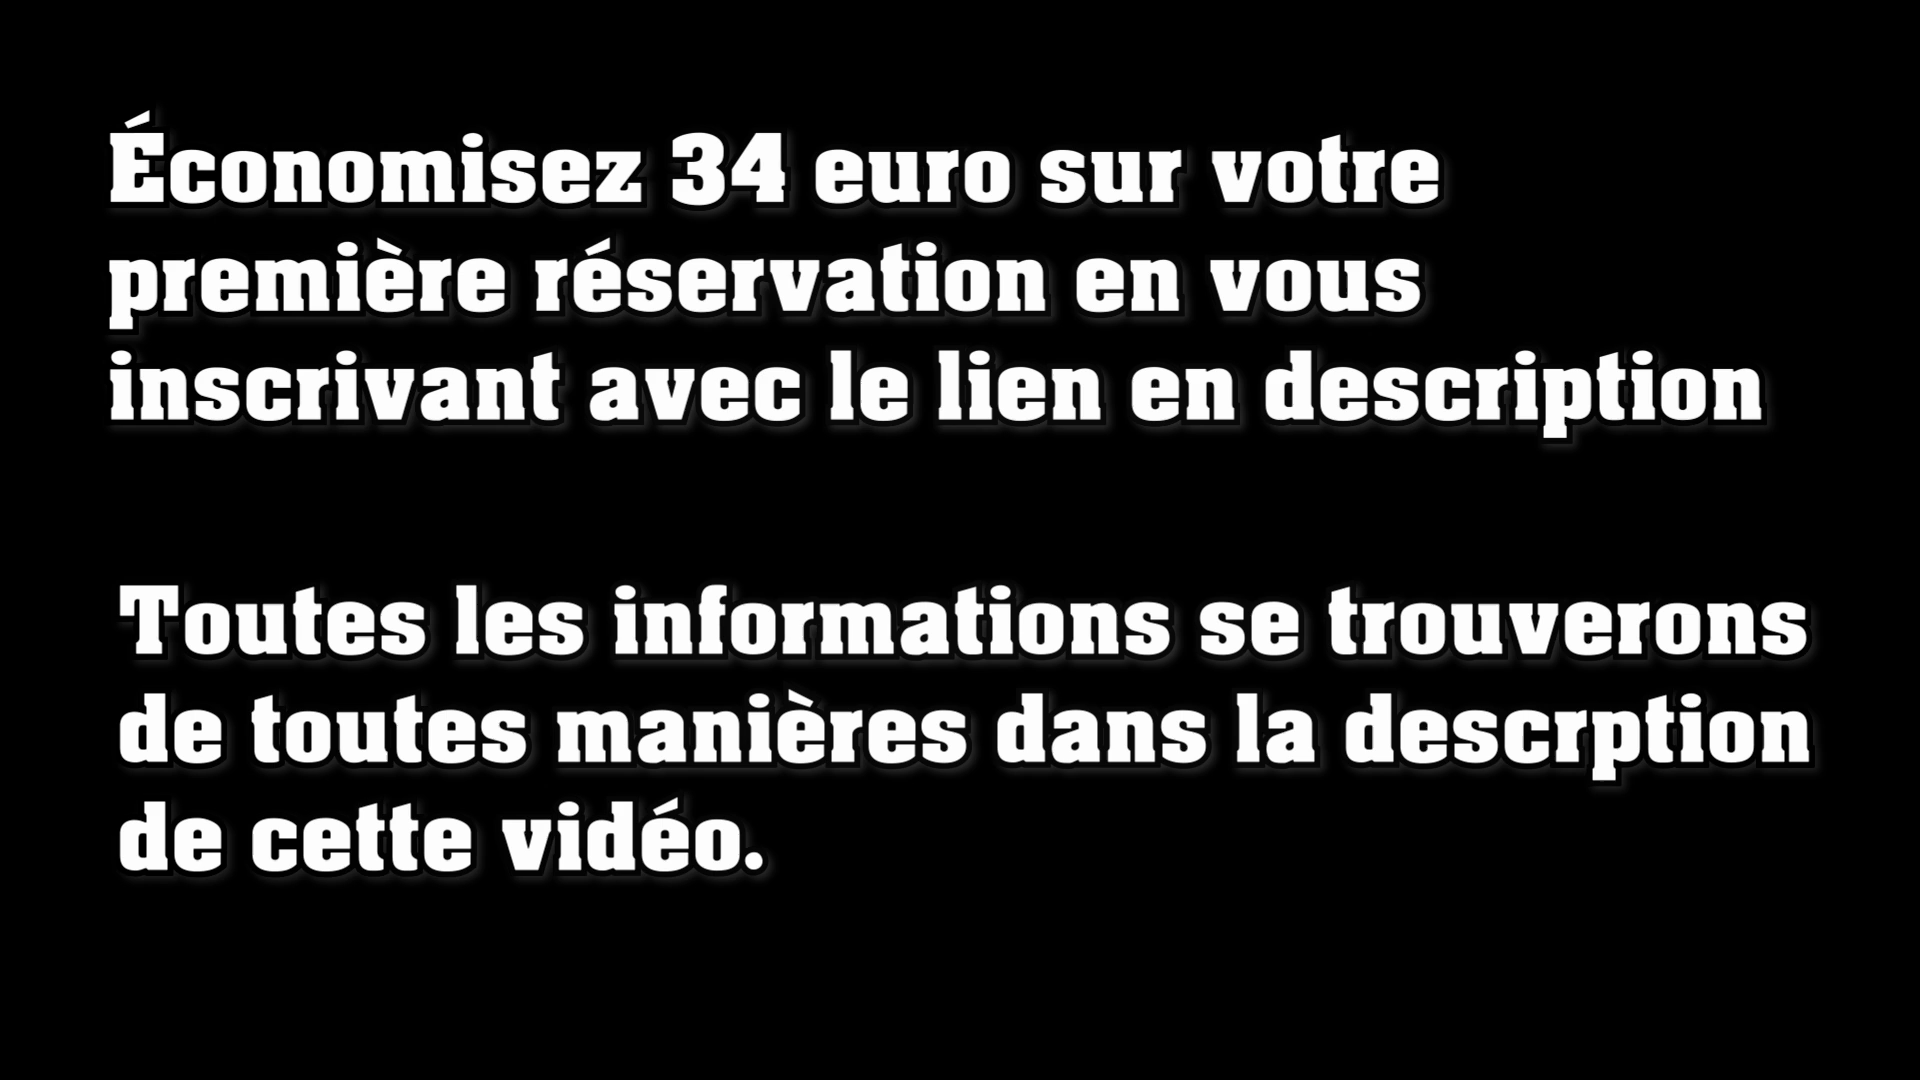 Économisez 34 euro sur votre
première réservation en vous
inscrivant avec le lien en description
Toutes les informations se trouverons
de toutes manières dans la descrption
de cette vidéo.